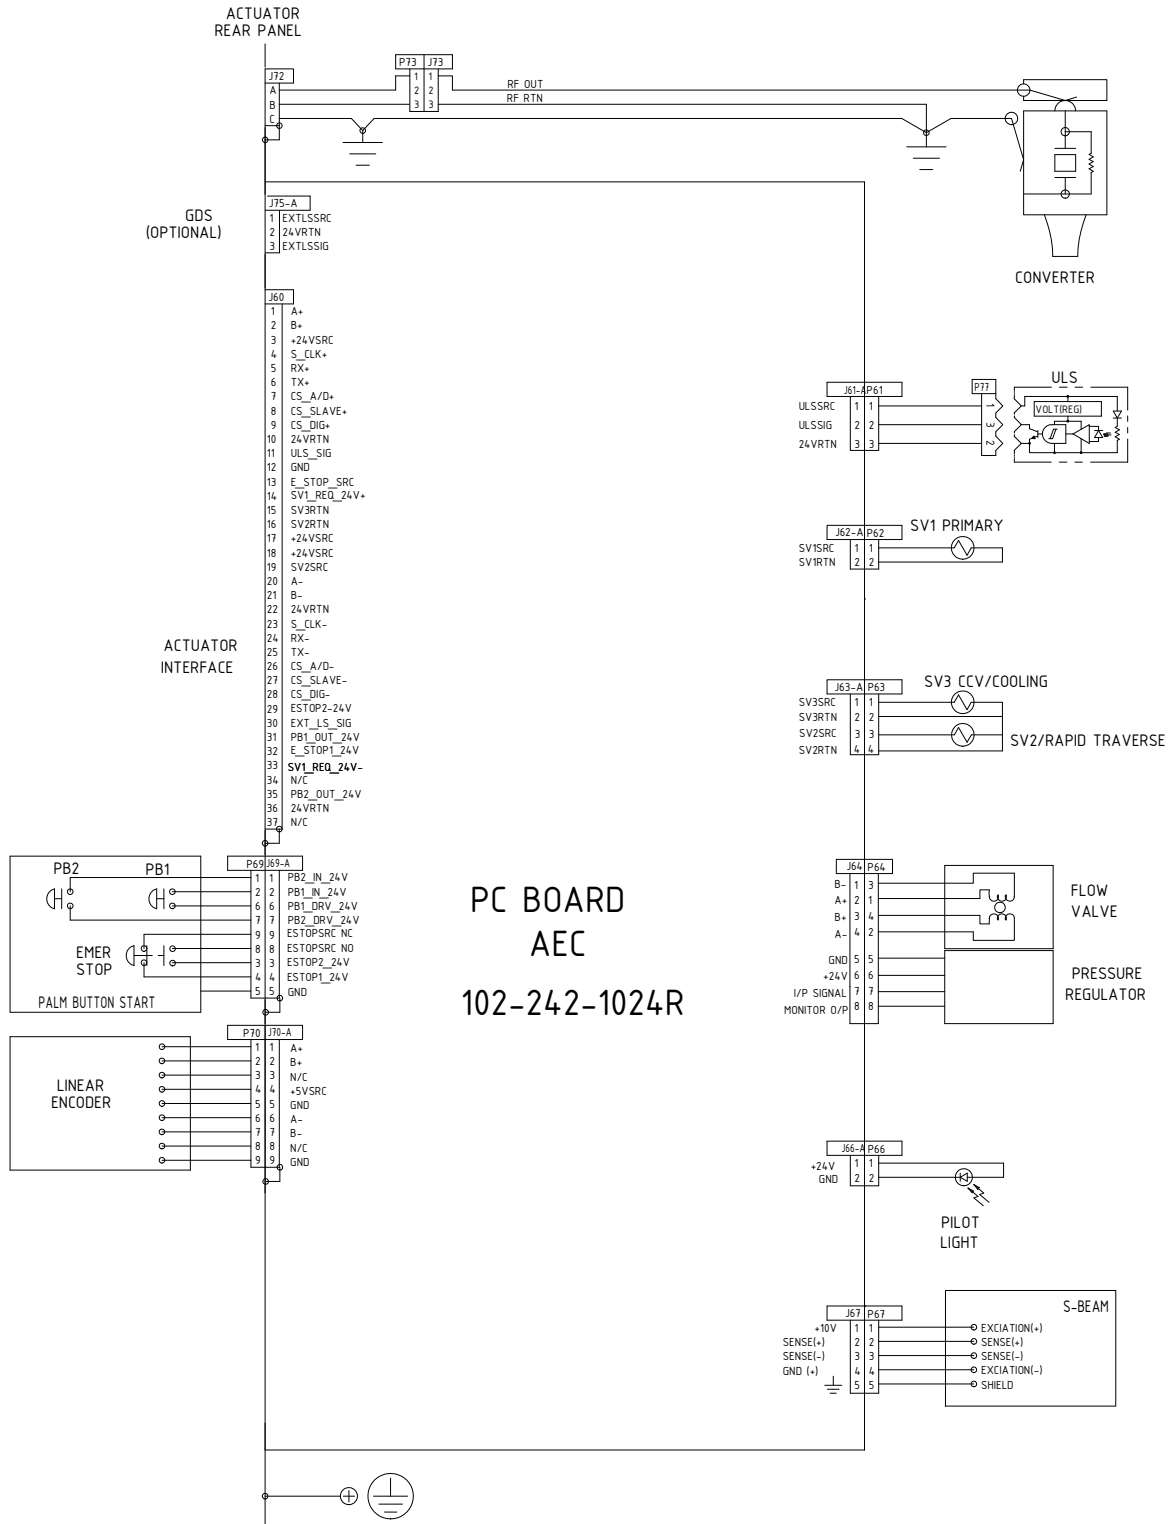 ACTUATOR
REAR PANEL
J72
A
B
C
P73 J73
1 1
2 2
3 3
RF OUT
RF RTN
CONVERTER
GDS
(OPTIONAL)
J75-A
1 EXTLSSRC
2 24VRTN
3 EXTLSSIG
ACTUATOR
INTERFACE
J60
1 A+
2 B+
3 +24VSRC
4 S_CLK+
5 RX+
6 TX+
7 CS_A/D+
8 CS_SLAVE+
9 CS_DIG+
10 24VRTN
11 ULS_SIG
12 GND
13 E_STOP_SRC
14 SV1_REQ_24V+
15 SV3RTN
16 SV2RTN
17 +24VSRC
18 +24VSRC
19 SV2SRC
20 A-
21 B-
22 24VRTN
23 S_CLK-
24 RX-
25 TX-
26 CS_A/D-
27 CS_SLAVE-
28 CS_DIG-
29 ESTOP2-24V
30 EXT_LS_SIG
31 PB1_OUT_24V
32 E_STOP1_24V
33 SV1_REQ_24V-
34 N/C
35 PB2_OUT_24V
36 24VRTN
37 N/C
PB2 PB1
EMER
STOP
PALM BUTTON START
P69 J69-A
1 1 PB2_IN_24V
2 2 PB1_IN_24V
6 6 PB1_DRV_24V
7 7 PB2_DRV_24V
9 9 ESTOPSRC NC
8 8 ESTOPSRC NO
3 3 ESTOP2_24V
4 4 ESTOP1_24V
5 5 GND
LINEAR
ENCODER
P70 J70-A
1 1 A+
2 2 B+
3 3 N/C
4 4 +5VSRC
5 5 GND
6 6 A-
7 7 B-
8 8 N/C
9 9 GND
PC BOARD
AEC
102-242-1024R
J61-A P61
ULSSRC 1 1
ULSSIG 2 2
24VRTN 3 3
P77
1
3
2
ULS
VOLT(REG)
J62-A P62
SV1SRC 1 1
SV1RTN 2 2
SV1 PRIMARY
J63-A P63
SV3SRC 1 1
SV3RTN 2 2
SV2SRC 3 3
SV2RTN 4 4
SV3 CCV/COOLING
SV2/RAPID TRAVERSE
J64 P64
B- 1 3
A+ 2 1
B+ 3 4
A- 4 2
GND 5 5
+24V 6 6
I/P SIGNAL 7 7
MONITOR O/P 8 8
FLOW
VALVE
PRESSURE
REGULATOR
J66-A P66
+24V 1 1
GND 2 2
PILOT
LIGHT
J67 P67
+10V 1 1
SENSE(+) 2 2
SENSE(-) 3 3
GND (+) 4 4
5 5
S-BEAM
EXCIATION(+)
SENSE(+)
SENSE(-)
EXCIATION(-)
SHIELD